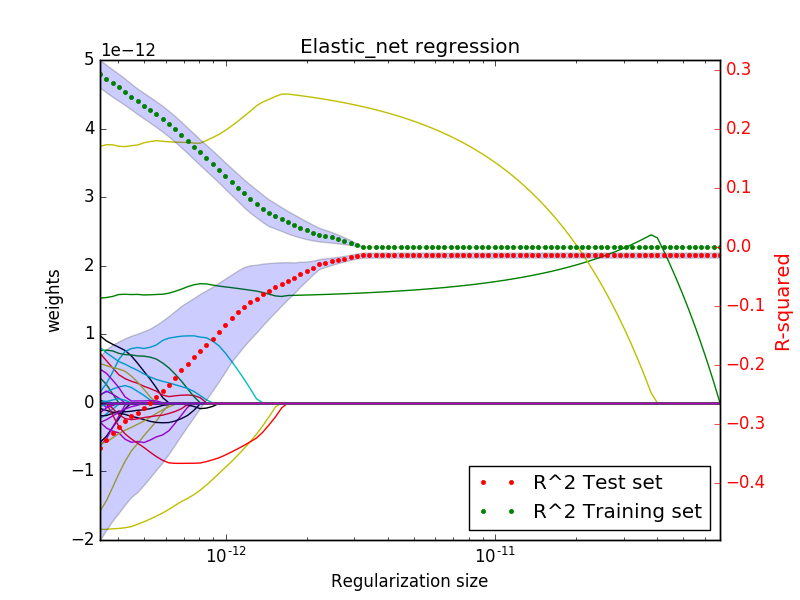 Elastic_net regression
1e−12
5
4
3
2
1
0
−1
−2
weights
0.3
0.2
0.1
0.0
−0.1
−0.2
−0.3
−0.4
R-squared
R^2 Test set
R^2 Training set
10^-12
10^-11
Regularization size